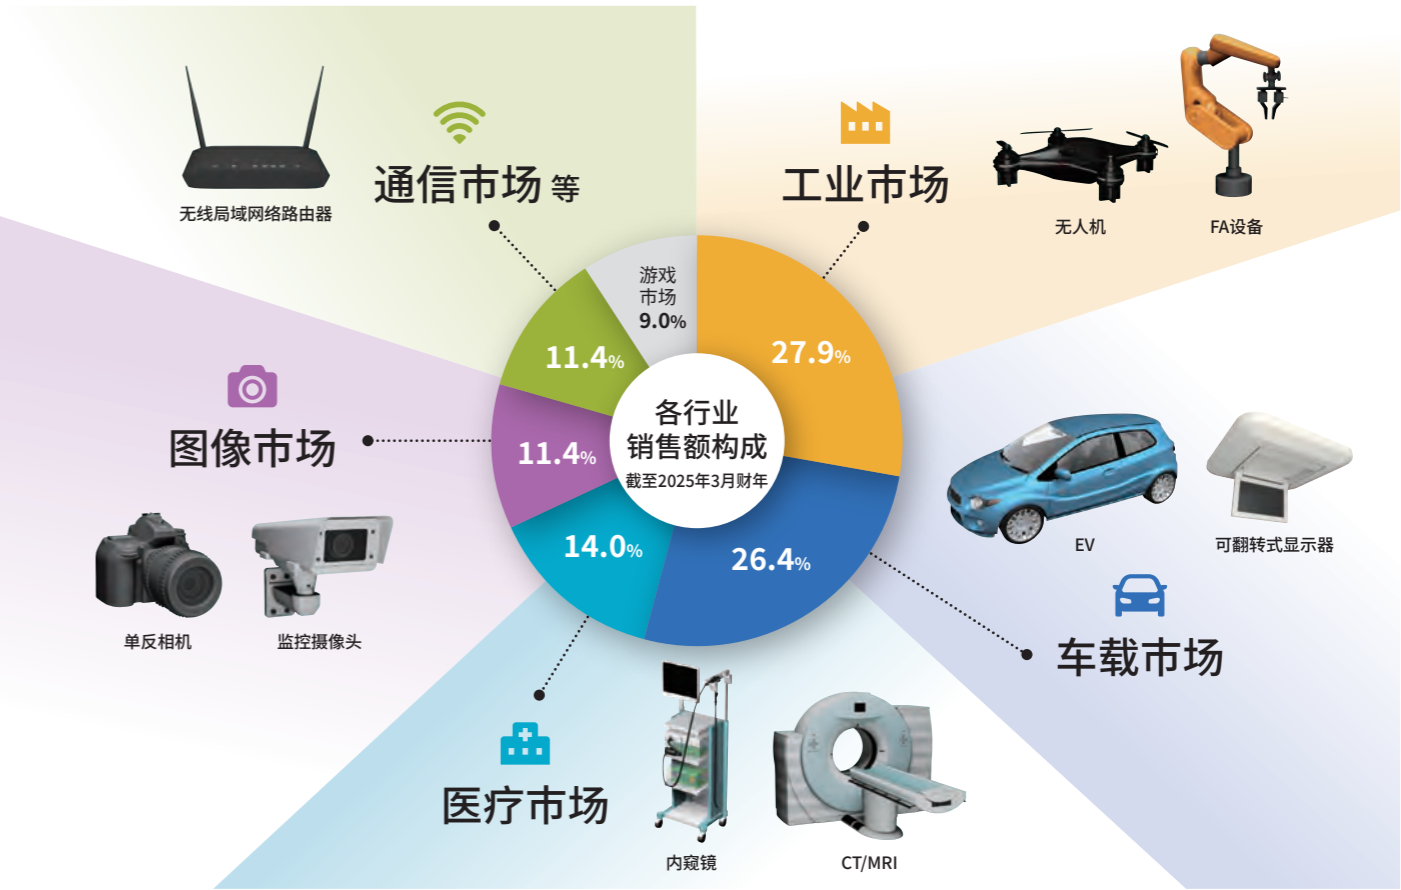 通信市场 等
无线局域网络路由器
工业市场
无人机
FA设备
游戏
市场
9.0%
27.9%
11.4%
各行业
销售额构成
截至2025年3月财年
图像市场
11.4%
单反相机
监控摄像头
14.0%
26.4%
EV
可翻转式显示器
车载市场
医疗市场
内窥镜
CT/MRI